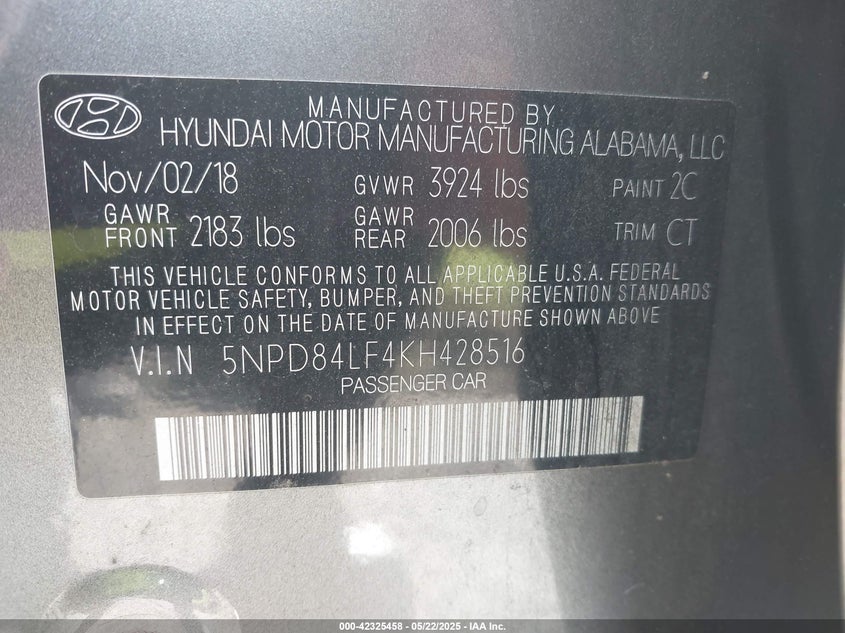 MANUFACTURED BY
HYUNDAI MOTOR MANUFACTURING ALABAMA, LLC
Nov/02/18 GVWR 3924 lbs PAINT 2C
GAWR FRONT 2183 lbs GAWR REAR 2006 lbs TRIM CT
THIS VEHICLE CONFORMS TO ALL APPLICABLE U.S.A. FEDERAL
MOTOR VEHICLE SAFETY, BUMPER, AND THEFT PREVENTION STANDARDS
IN EFFECT ON THE DATE OF MANUFACTURE SHOWN ABOVE
V.I.N 5NPD84LF4KH428516
PASSENGER CAR
000-42325458 - 05/22/2025 - IAA Inc.